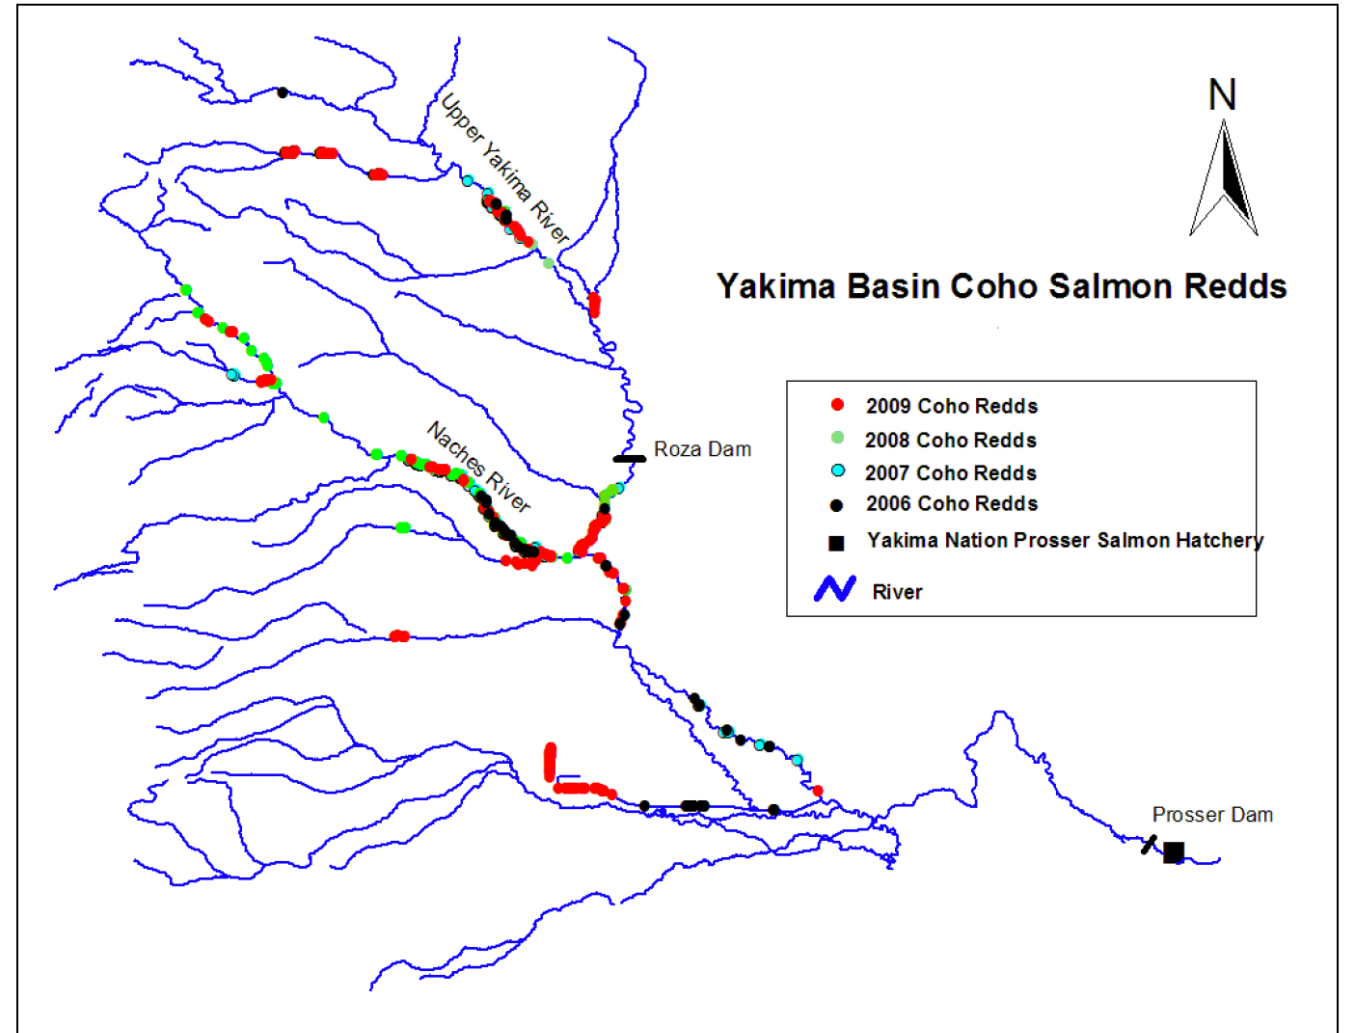 N
Upper Yakima River
Yakima Basin Coho Salmon Redds
2009 Coho Redds
2008 Coho Redds
2007 Coho Redds
2006 Coho Redds
Yakima Nation Prosser Salmon Hatchery
River
Roza Dam
Naches River
Prosser Dam